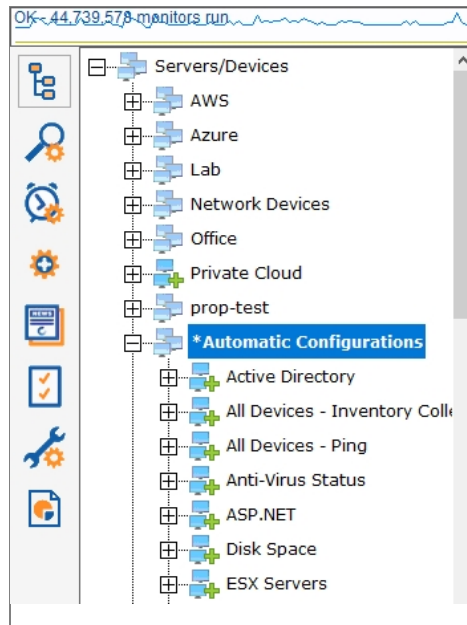 OK - 44,739,578 monitors run
Servers/Devices
AWS
Azure
Lab
Network Devices
Office
Private Cloud
prop-test
*Automatic Configurations
Active Directory
All Devices - Inventory Colle
All Devices - Ping
Anti-Virus Status
ASP.NET
Disk Space
ESX Servers
NEWS